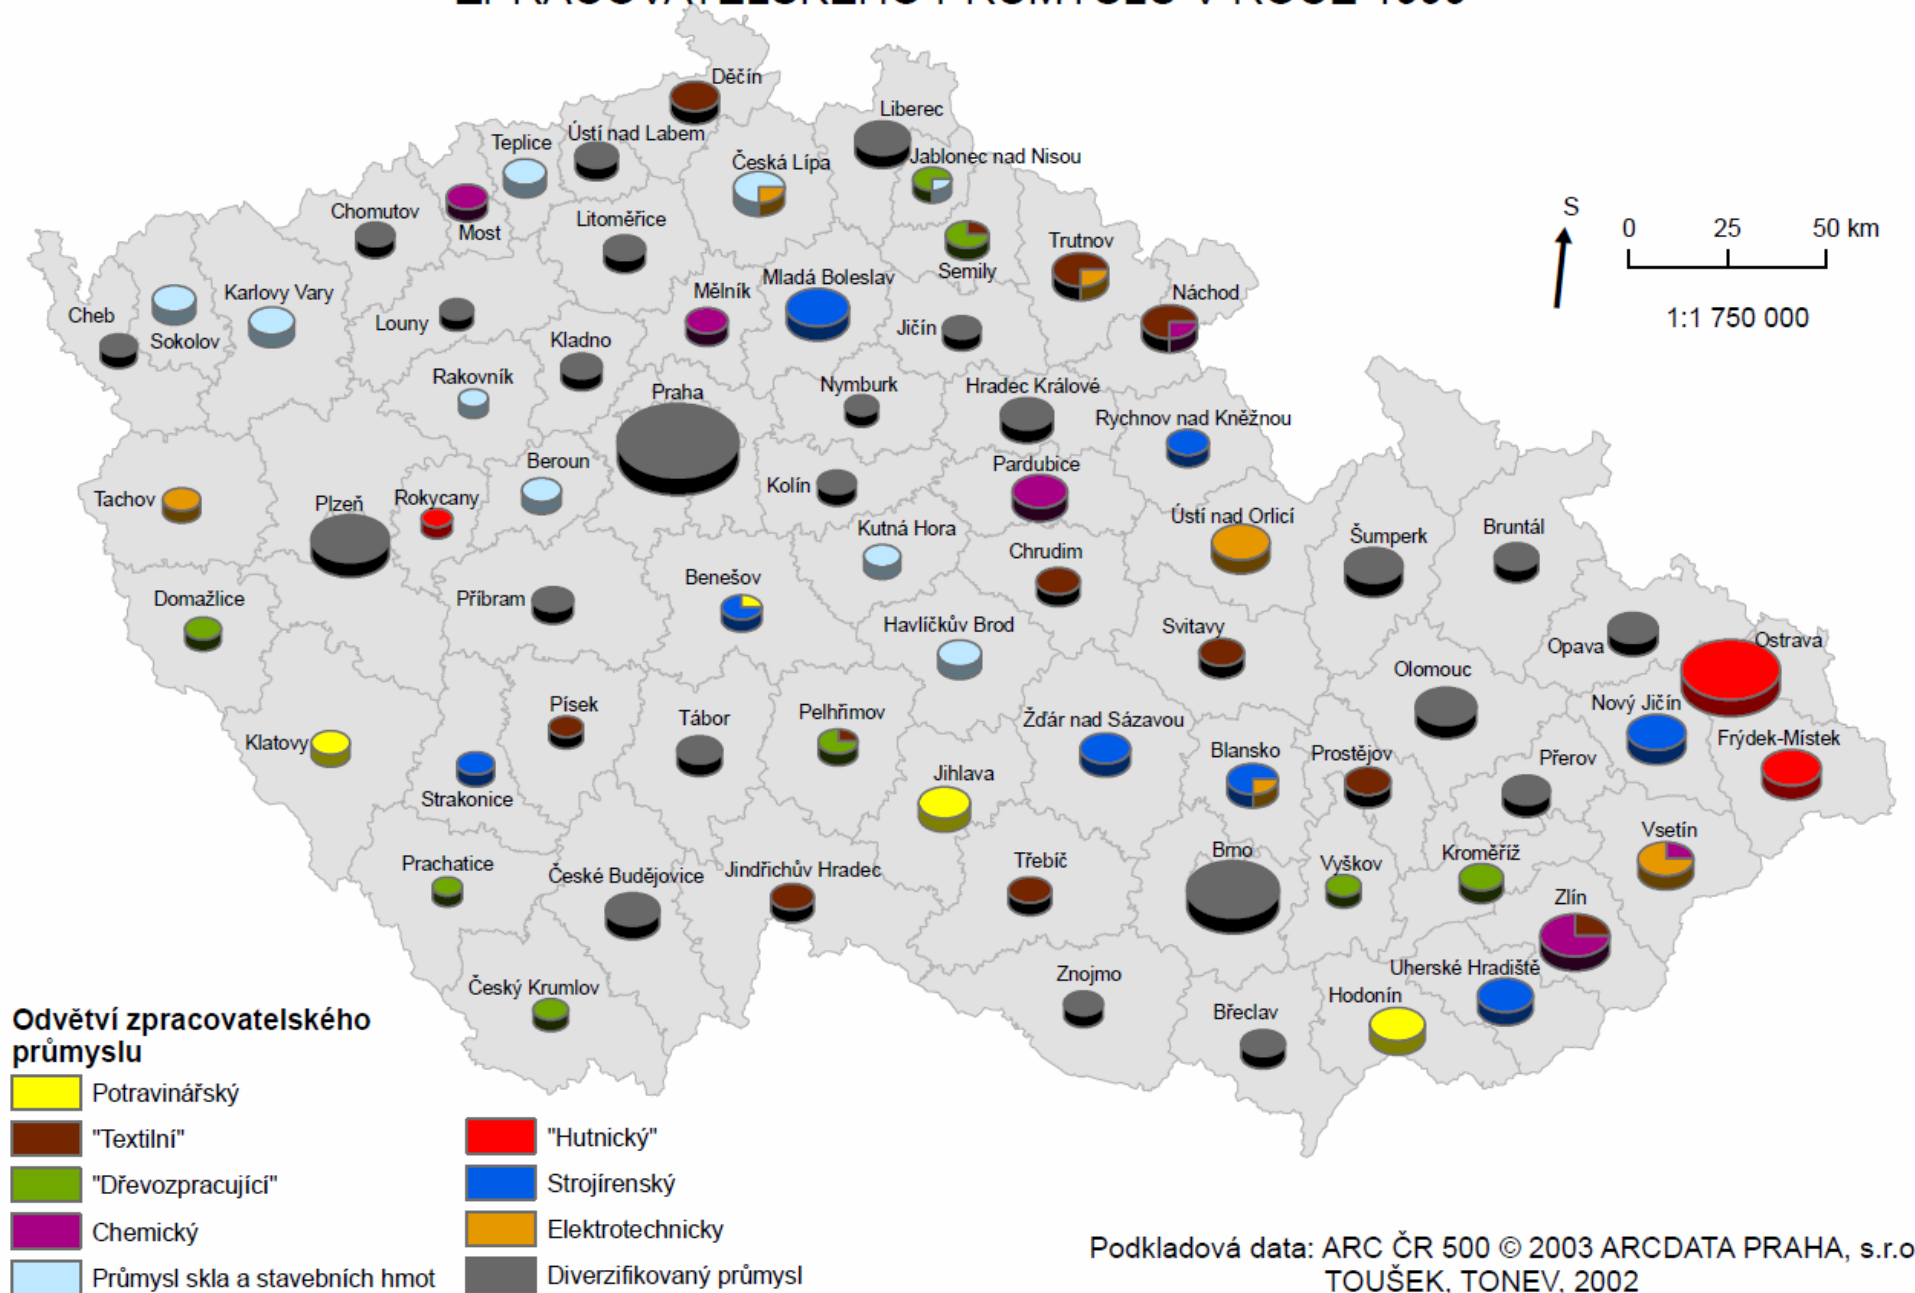 ZPRACOVATELSKÉHO PRŮMYSLU V ROCE
Děčín
Liberec
Teplice
Ústí nad Labem
Česká Lípa
Jablonec nad Nisou
Chomutov
Most
Litoměřice
S
0 25 50 km
1:1 750 000
Semily
Trutnov
Náchod
Cheb
Sokolov
Karlovy Vary
Louny
Mělník
Mladá Boleslav
Jičín
Kladno
Rakovník
Praha
Nymburk
Hradec Králové
Rychnov nad Kněžnou
Tachov
Plzeň
Rokycany
Beroun
Kolín
Pardubice
Kutná Hora
Chrudim
Ústí nad Orlicí
Šumperk
Bruntál
Domažlice
Příbram
Benešov
Havlíčkův Brod
Svitavy
Opava
Ostrava
Klatovy
Písek
Tábor
Pelhřimov
Žďár nad Sázavou
Olomouc
Nový Jičín
Frýdek-Místek
Strakonice
Jihlava
Blansko
Prostějov
Přerov
Prachatice
České Budějovice
Jindřichův Hradec
Třebíč
Brno
Vyškov
Kroměříž
Vsetín
Zlín
Český Krumlov
Znojmo
Břeclav
Hodonín
Uherské Hradiště
Odvětví zpracovatelského
průmyslu
Potravinářský
"Textilní"
"Dřevozpracující"
Chemický
Průmysl skla a stavebních hmot
"Hutnický"
Strojírenský
Elektrotechnicky
Diverzifikovaný průmysl
Podkladová data: ARC ČR 500 © 2003 ARCDATA PRAHA, s.r.o
TOUŠEK, TONEV, 2002